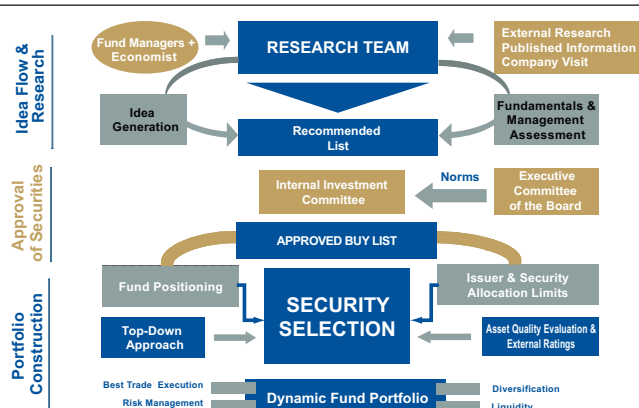 Idea Flow &
Research
Fund Managers +
Economist
RESEARCH TEAM
External Research
Published Information
Company Visit
Idea
Generation
Recommended
List
Fundamentals &
Management
Assessment
Approval
of Securities
Internal Investment
Committee
Norms
Executive
Committee
of the Board
APPROVED BUY LIST
Portfolio
Construction
Fund Positioning
SECURITY
SELECTION
Issuer & Security
Allocation Limits
Top-Down
Approach
Asset Quality Evaluation &
External Ratings
Best Trade Execution
Risk Management
Dynamic Fund Portfolio
Diversification
Liquidity